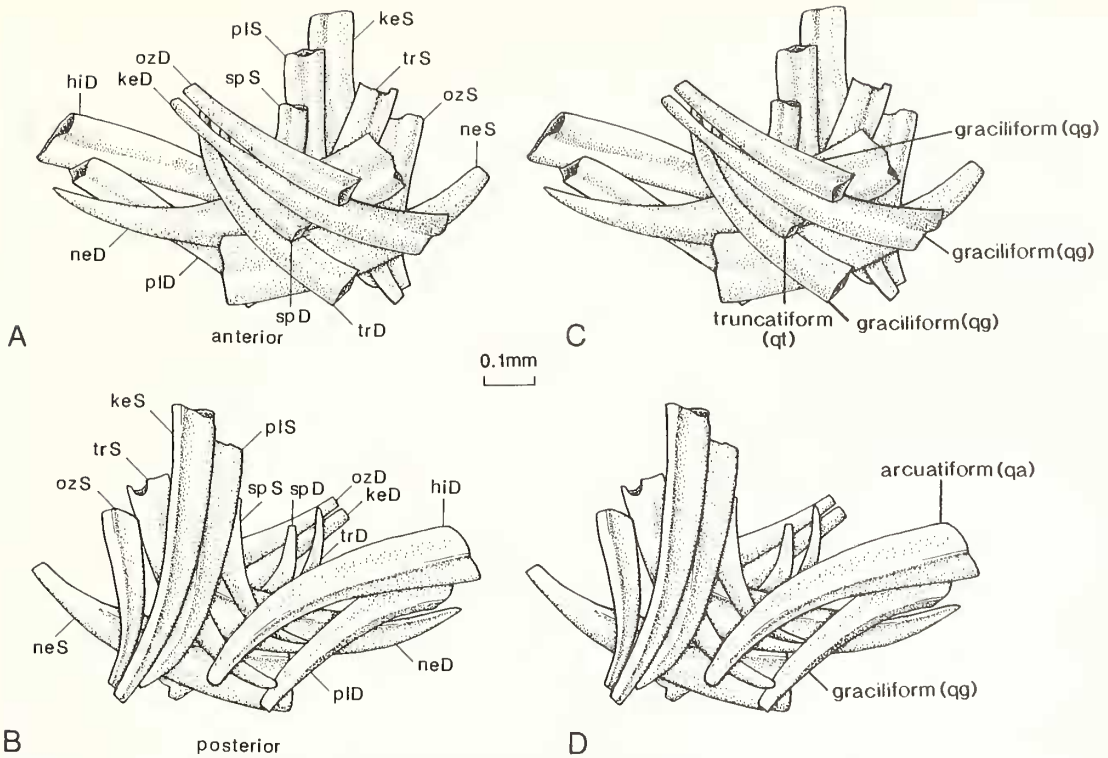 keS
plS
ozD
trS
keD
spS
ozS
hiD
neS
neD
plD
spD
trD
A
anterior
graciliform (qg)
graciliform (qg)
graciliform (qg)
truncatiform
(qt)
C
0.1mm
keS
plS
trS
ozS
spS
spD
ozD
keD
hiD
trD
neS
neD
plD
B
posterior
arcuatiform (qa)
graciliform (qg)
D